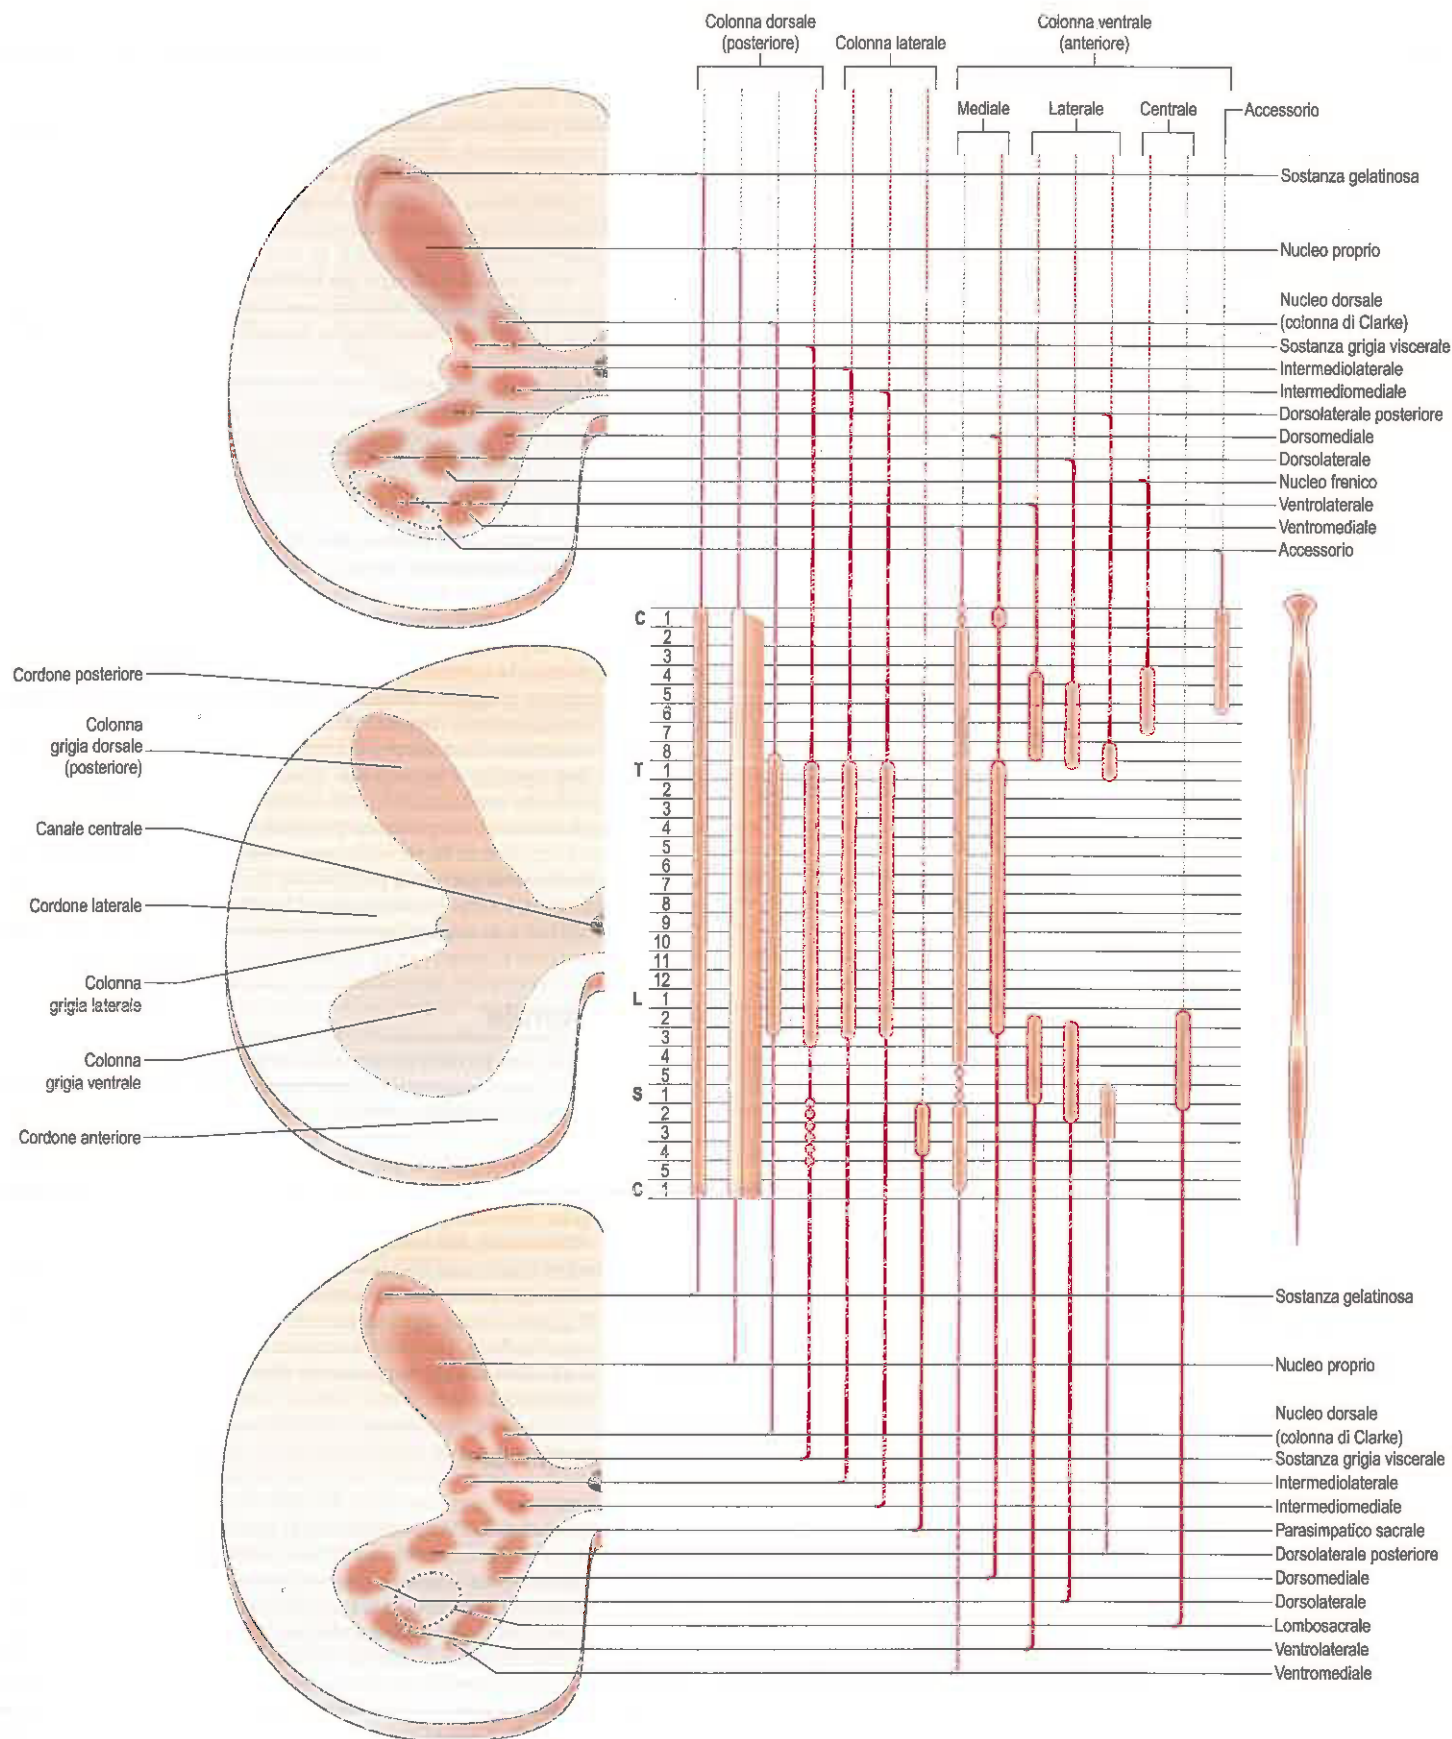 Colonna dorsale
(posteriore)
Colonna laterale
Colonna ventrale
(anteriore)
Mediale
Laterale
Centrale
Accessorio
Sostanza gelatinosa
Nucleo proprio
Nucleo dorsale
(colonna di Clarke)
Sostanza grigia viscerale
Intermediolaterale
Intermediomediale
Dorsolaterale posteriore
Dorsomediale
Dorsolaterale
Nucleo frenico
Ventrolaterale
Ventromediale
Accessorio
C 1
2
3
4
5
6
7
8
T 1
2
3
4
5
6
7
8
9
10
11
12
L 1
2
3
4
5
S 1
2
3
4
5
C 1
Cordone posteriore
Colonna
grigia dorsale
(posteriore)
Canale centrale
Cordone laterale
Colonna
grigia laterale
Colonna
grigia ventrale
Cordone anteriore
Sostanza gelatinosa
Nucleo proprio
Nucleo dorsale
(colonna di Clarke)
Sostanza grigia viscerale
Intermediolaterale
Intermediomediale
Parasimpatico sacrale
Dorsolaterale posteriore
Dorsomediale
Dorsolaterale
Lombosacrale
Ventrolaterale
Ventromediale